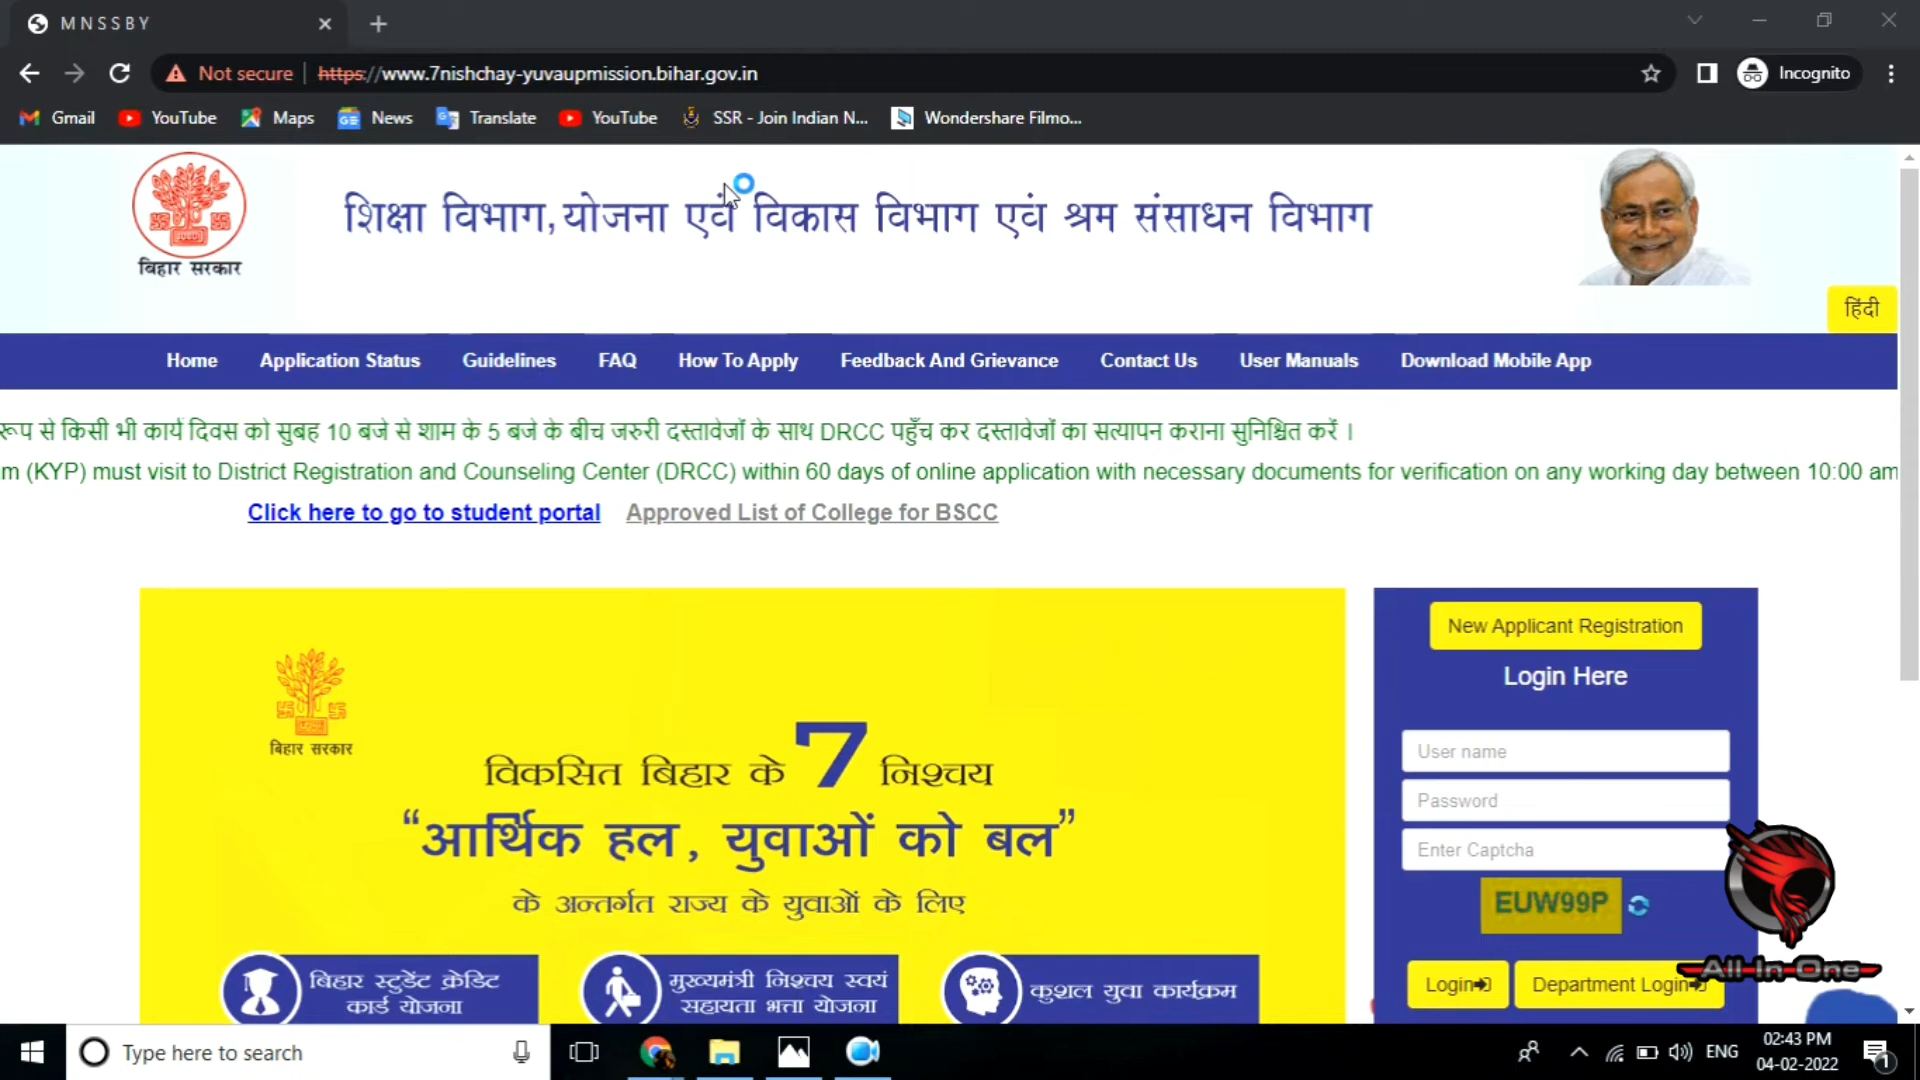 MNSSBY
Not secure https://www.7nishchay-yuvaupmission.bihar.gov.in
Incognito
Gmail YouTube Maps News Translate YouTube SSR - Join Indian N... Wondershare Filmo...
शिक्षा विभाग, योजना एवं विकास विभाग एवं श्रम संसाधन विभाग
बिहार सरकार
हिंदी
Home Application Status Guidelines FAQ How To Apply Feedback And Grievance Contact Us User Manuals Download Mobile App
रूप से किसी भी कार्य दिवस को सुबह 10 बजे से शाम के 5 बजे के बीच जरुरी दस्तावेजों के साथ DRCC पहुँच कर दस्तावेजों का सत्यापन कराना सुनिश्चित करें ।
m (KYP) must visit to District Registration and Counseling Center (DRCC) within 60 days of online application with necessary documents for verification on any working day between 10:00 am
Click here to go to student portal Approved List of College for BSCC
बिहार सरकार
विकसित बिहार के 7 निश्चय
“आर्थिक हल, युवाओं को बल”
के अन्तर्गत राज्य के युवाओं के लिए
बिहार स्टुडेंट क्रेडिट
कार्ड योजना
मुख्यमंत्री निश्चय स्वयं
सहायता भत्ता योजना
कुशल युवा कार्यक्रम
New Applicant Registration
Login Here
User name
Password
Enter Captcha
EUW99P
Login Department Login
All-In-One
Type here to search
ENG
02:43 PM
04-02-2022
1